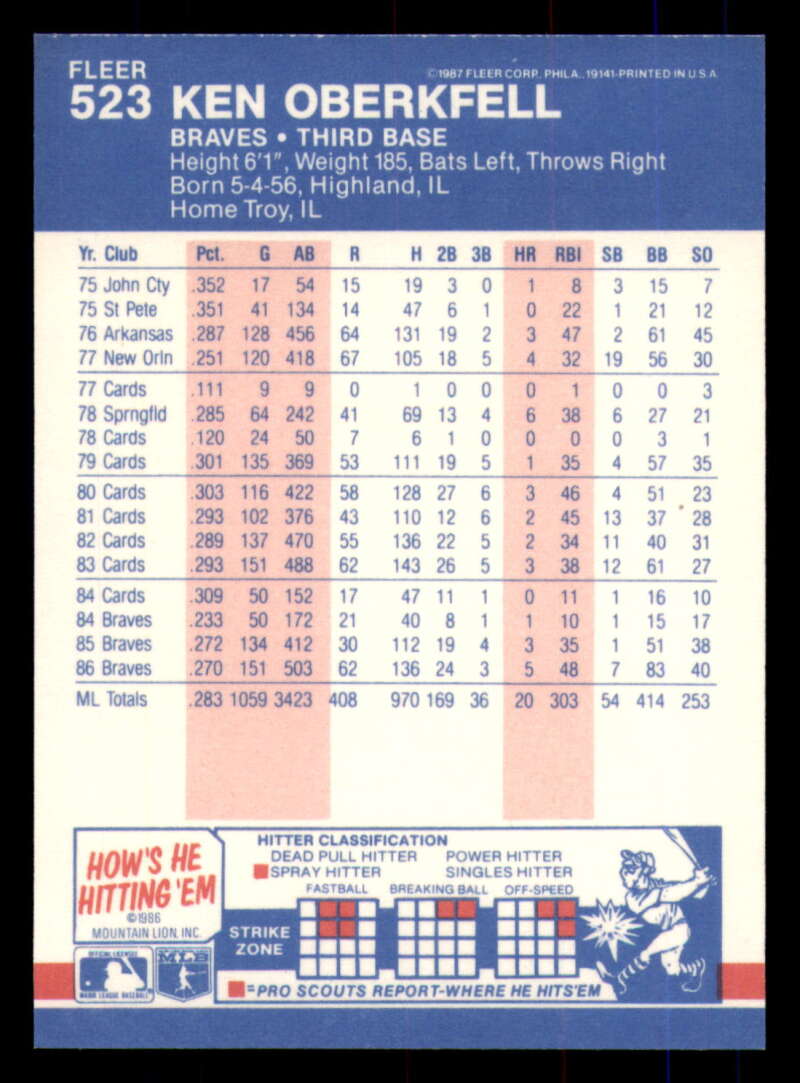 FLEER
©1987 FLEER CORP. PHILA., 19141-PRINTED IN U.S.A.
523 KEN OBERKFELL
BRAVES • THIRD BASE
Height 6'1", Weight 185, Bats Left, Throws Right
Born 5-4-56, Highland, IL
Home Troy, IL
Yr. Club Pct. G AB R H 2B 3B HR RBI SB BB SO
75 John Cty .352 17 54 15 19 3 0 1 8 3 15 7
75 St Pete .351 41 134 14 47 6 1 0 22 1 21 12
76 Arkansas .287 128 456 64 131 19 2 3 47 2 61 45
77 New Orln .251 120 418 67 105 18 5 4 32 19 56 30
77 Cards .111 9 9 0 1 0 0 0 1 0 0 3
78 Sprngfld .285 64 242 41 69 13 4 6 38 6 27 21
78 Cards .120 24 50 7 6 1 0 0 0 0 3 1
79 Cards .301 135 369 53 111 19 5 1 35 4 57 35
80 Cards .303 116 422 58 128 27 6 3 46 4 51 23
81 Cards .293 102 376 43 110 12 6 2 45 13 37 28
82 Cards .289 137 470 55 136 22 5 2 34 11 40 31
83 Cards .293 151 488 62 143 26 5 3 38 12 61 27
84 Cards .309 50 152 17 47 11 1 0 11 1 16 10
84 Braves .233 50 172 21 40 8 1 1 10 1 15 17
85 Braves .272 134 412 30 112 19 4 3 35 1 51 38
86 Braves .270 151 503 62 136 24 3 5 48 7 83 40
ML Totals .283 1059 3423 408 970 169 36 20 303 54 414 253
HOW'S HE
HITTING 'EM
©1986
MOUNTAIN LION, INC.
HITTER CLASSIFICATION
DEAD PULL HITTER POWER HITTER
SPRAY HITTER SINGLES HITTER
FASTBALL BREAKING BALL OFF-SPEED
STRIKE
ZONE
=PRO SCOUTS REPORT-WHERE HE HITS'EM
OFFICIAL LICENSEE
MAJOR LEAGUE BASEBALL
MLB